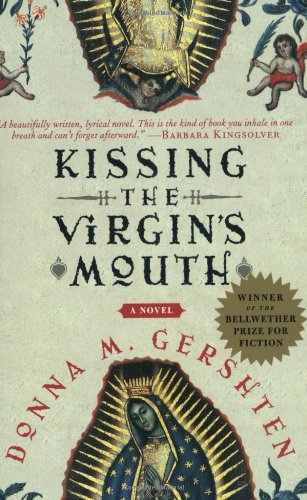 "A beautifully written, lyrical novel. This is the kind of book you inhale in one
breath and can't forget afterward." —BARBARA KINGSOLVER
KISSING
THE
VIRGIN'S
MOUTH
A NOVEL
WINNER
OF THE
BELLWETHER
PRIZE FOR
FICTION
DONNA M. GERSHTEN